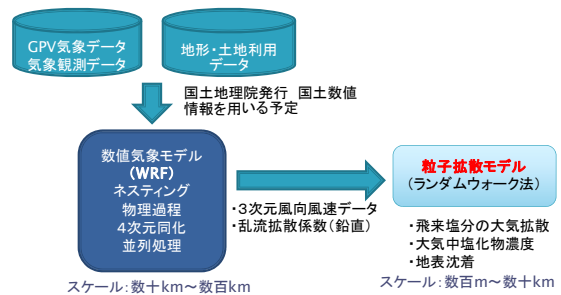 GPV気象データ
気象観測データ
地形・土地利用
データ
国土地理院発行　国土数値
情報を用いる予定
数値気象モデル
(WRF)
ネスティング
物理過程
４次元同化
並列処理
・３次元風向風速データ
・乱流拡散係数(鉛直)
粒子拡散モデル
(ランダムウォーク法)
・飛来塩分の大気拡散
・大気中塩化物濃度
・地表沈着
スケール：数十km～数百km
スケール：数百m～数十km